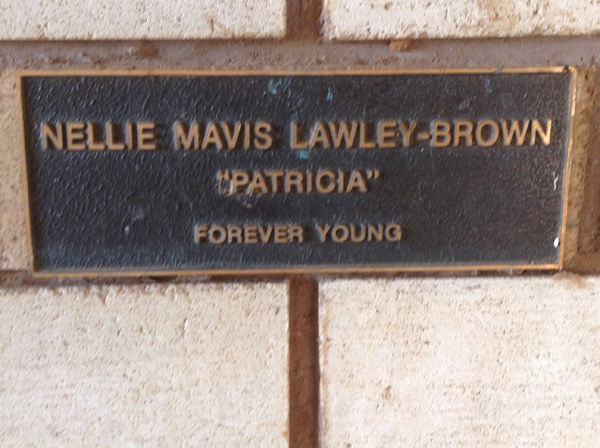 NELLIE MAVIS LAWLEY-BROWN
"PATRICIA"
FOREVER YOUNG